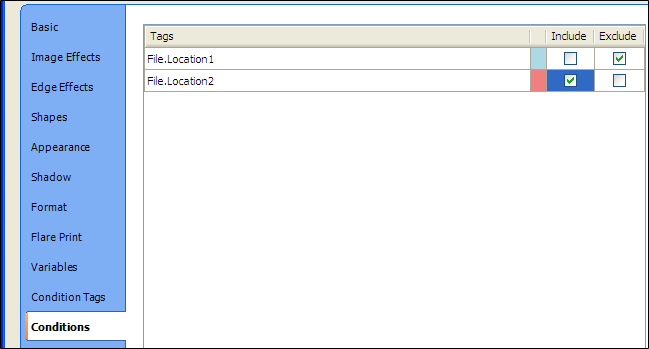 Basic
Image Effects
Edge Effects
Shapes
Appearance
Shadow
Format
Flare Print
Variables
Condition Tags
Conditions
Tags Include Exclude
File.Location1
File.Location2